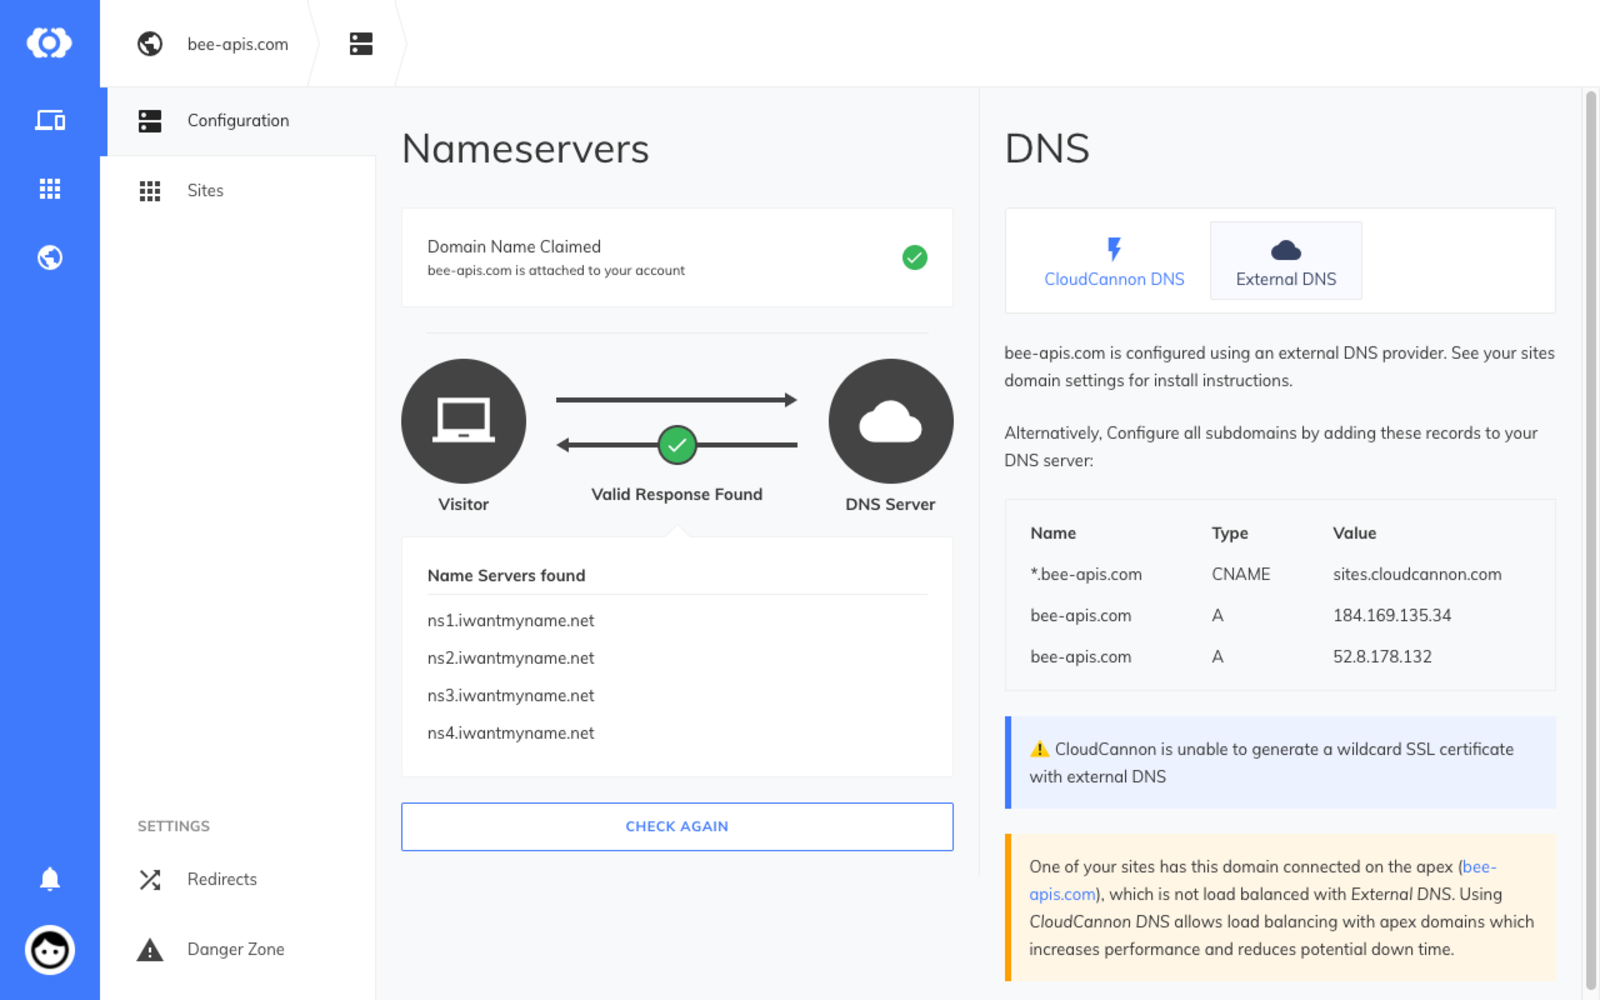 bee-apis.com
Configuration
Sites
SETTINGS
Redirects
Danger Zone
Nameservers
Domain Name Claimed
bee-apis.com is attached to your account
Visitor
Valid Response Found
DNS Server
Name Servers found
ns1.iwantmyname.net
ns2.iwantmyname.net
ns3.iwantmyname.net
ns4.iwantmyname.net
CHECK AGAIN
DNS
CloudCannon DNS
External DNS
bee-apis.com is configured using an external DNS provider. See your sites
domain settings for install instructions.
Alternatively, Configure all subdomains by adding these records to your
DNS server:
Name Type Value
*.bee-apis.com CNAME sites.cloudcannon.com
bee-apis.com A 184.169.135.34
bee-apis.com A 52.8.178.132
⚠️ CloudCannon is unable to generate a wildcard SSL certificate
with external DNS
One of your sites has this domain connected on the apex (bee-
apis.com), which is not load balanced with External DNS. Using
CloudCannon DNS allows load balancing with apex domains which
increases performance and reduces potential down time.